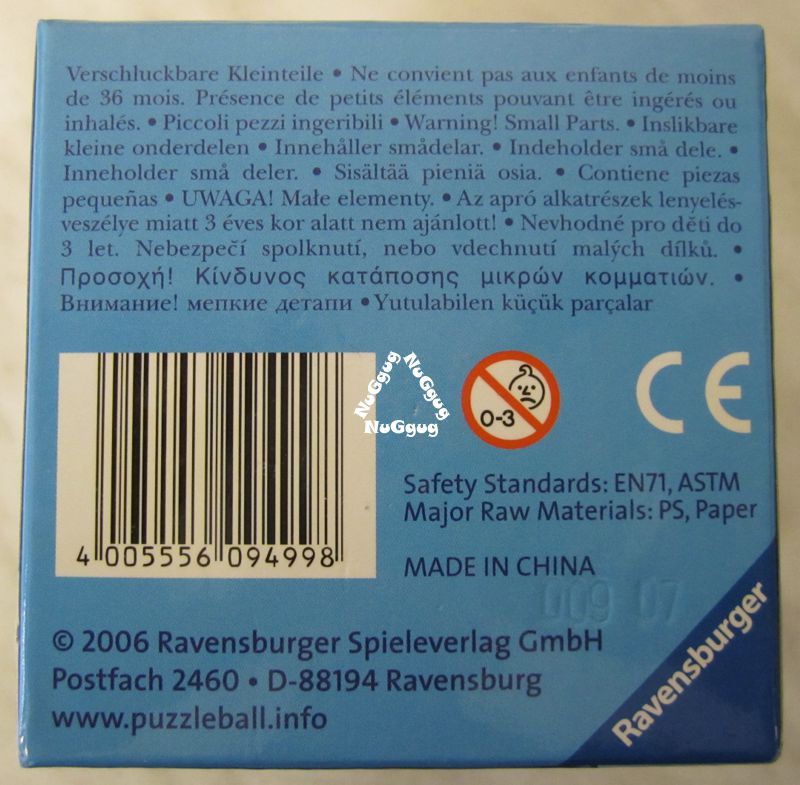 Verschluckbare Kleinteile • Ne convient pas aux enfants de moins
de 36 mois. Présence de petits éléments pouvant être ingérés ou
inhalés. • Piccoli pezzi ingeribili • Warning! Small Parts. • Inslikbare
kleine onderdelen • Innehåller smådelar. • Indeholder små dele. •
Inneholder små deler. • Sisältää pieniä osia. • Contiene piezas
pequeñas • UWAGA! Małe elementy. • Az apró alkatrészek lenyelés-
veszélye miatt 3 éves kor alatt nem ajánlott! • Nevhodné pro děti do
3 let. Nebezpečí spolknutí, nebo vdechnutí malých dílků. •
Προσοχή! Κίνδυνος κατάποσης μικρών κομματιών. •
Внимание! мепкие детапи • Yutulabilen küçük parçalar
NuGgug
NuGgug
NuGgug
0-3
CE
Safety Standards: EN71, ASTM
Major Raw Materials: PS, Paper
4 005556 094998
MADE IN CHINA
009 07
© 2006 Ravensburger Spieleverlag GmbH
Postfach 2460 • D-88194 Ravensburg
www.puzzleball.info
Ravensburger